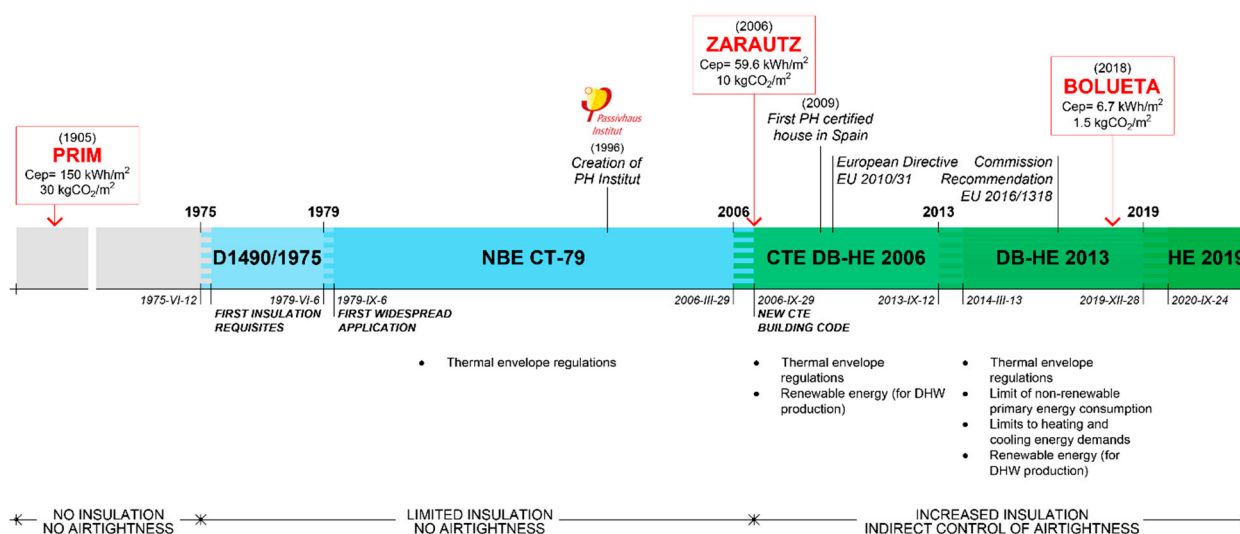 (1905)
PRIM
Cep= 150 kWh/m²
30 kgCO₂/m²
Passivhaus
Institut
(1996)
Creation of
PH Institut
(2006)
ZARAUTZ
Cep= 59.6 kWh/m²
10 kgCO₂/m²
(2009)
First PH certified
house in Spain
European Directive
EU 2010/31
Commission
Recommendation
EU 2016/1318
(2018)
BOLUETA
Cep= 6.7 kWh/m²
1.5 kgCO₂/m²
1975
1979
2006
2013
2019
D1490/1975
NBE CT-79
CTE DB-HE 2006
DB-HE 2013
HE 2019
1975-VI-12
1979-VI-6
1979-IX-6
2006-III-29
2006-IX-29
2013-IX-12
2014-III-13
2019-XII-28
2020-IX-24
FIRST INSULATION
REQUISITES
FIRST WIDESPREAD
APPLICATION
NEW CTE
BUILDING CODE
• Thermal envelope regulations
• Thermal envelope
regulations
• Renewable energy (for DHW
production)
• Thermal envelope
regulations
• Limit of non-renewable
primary energy consumption
• Limits to heating and
cooling energy demands
• Renewable energy (for
DHW production)
NO INSULATION
NO AIRTIGHTNESS
LIMITED INSULATION
NO AIRTIGHTNESS
INCREASED INSULATION
INDIRECT CONTROL OF AIRTIGHTNESS